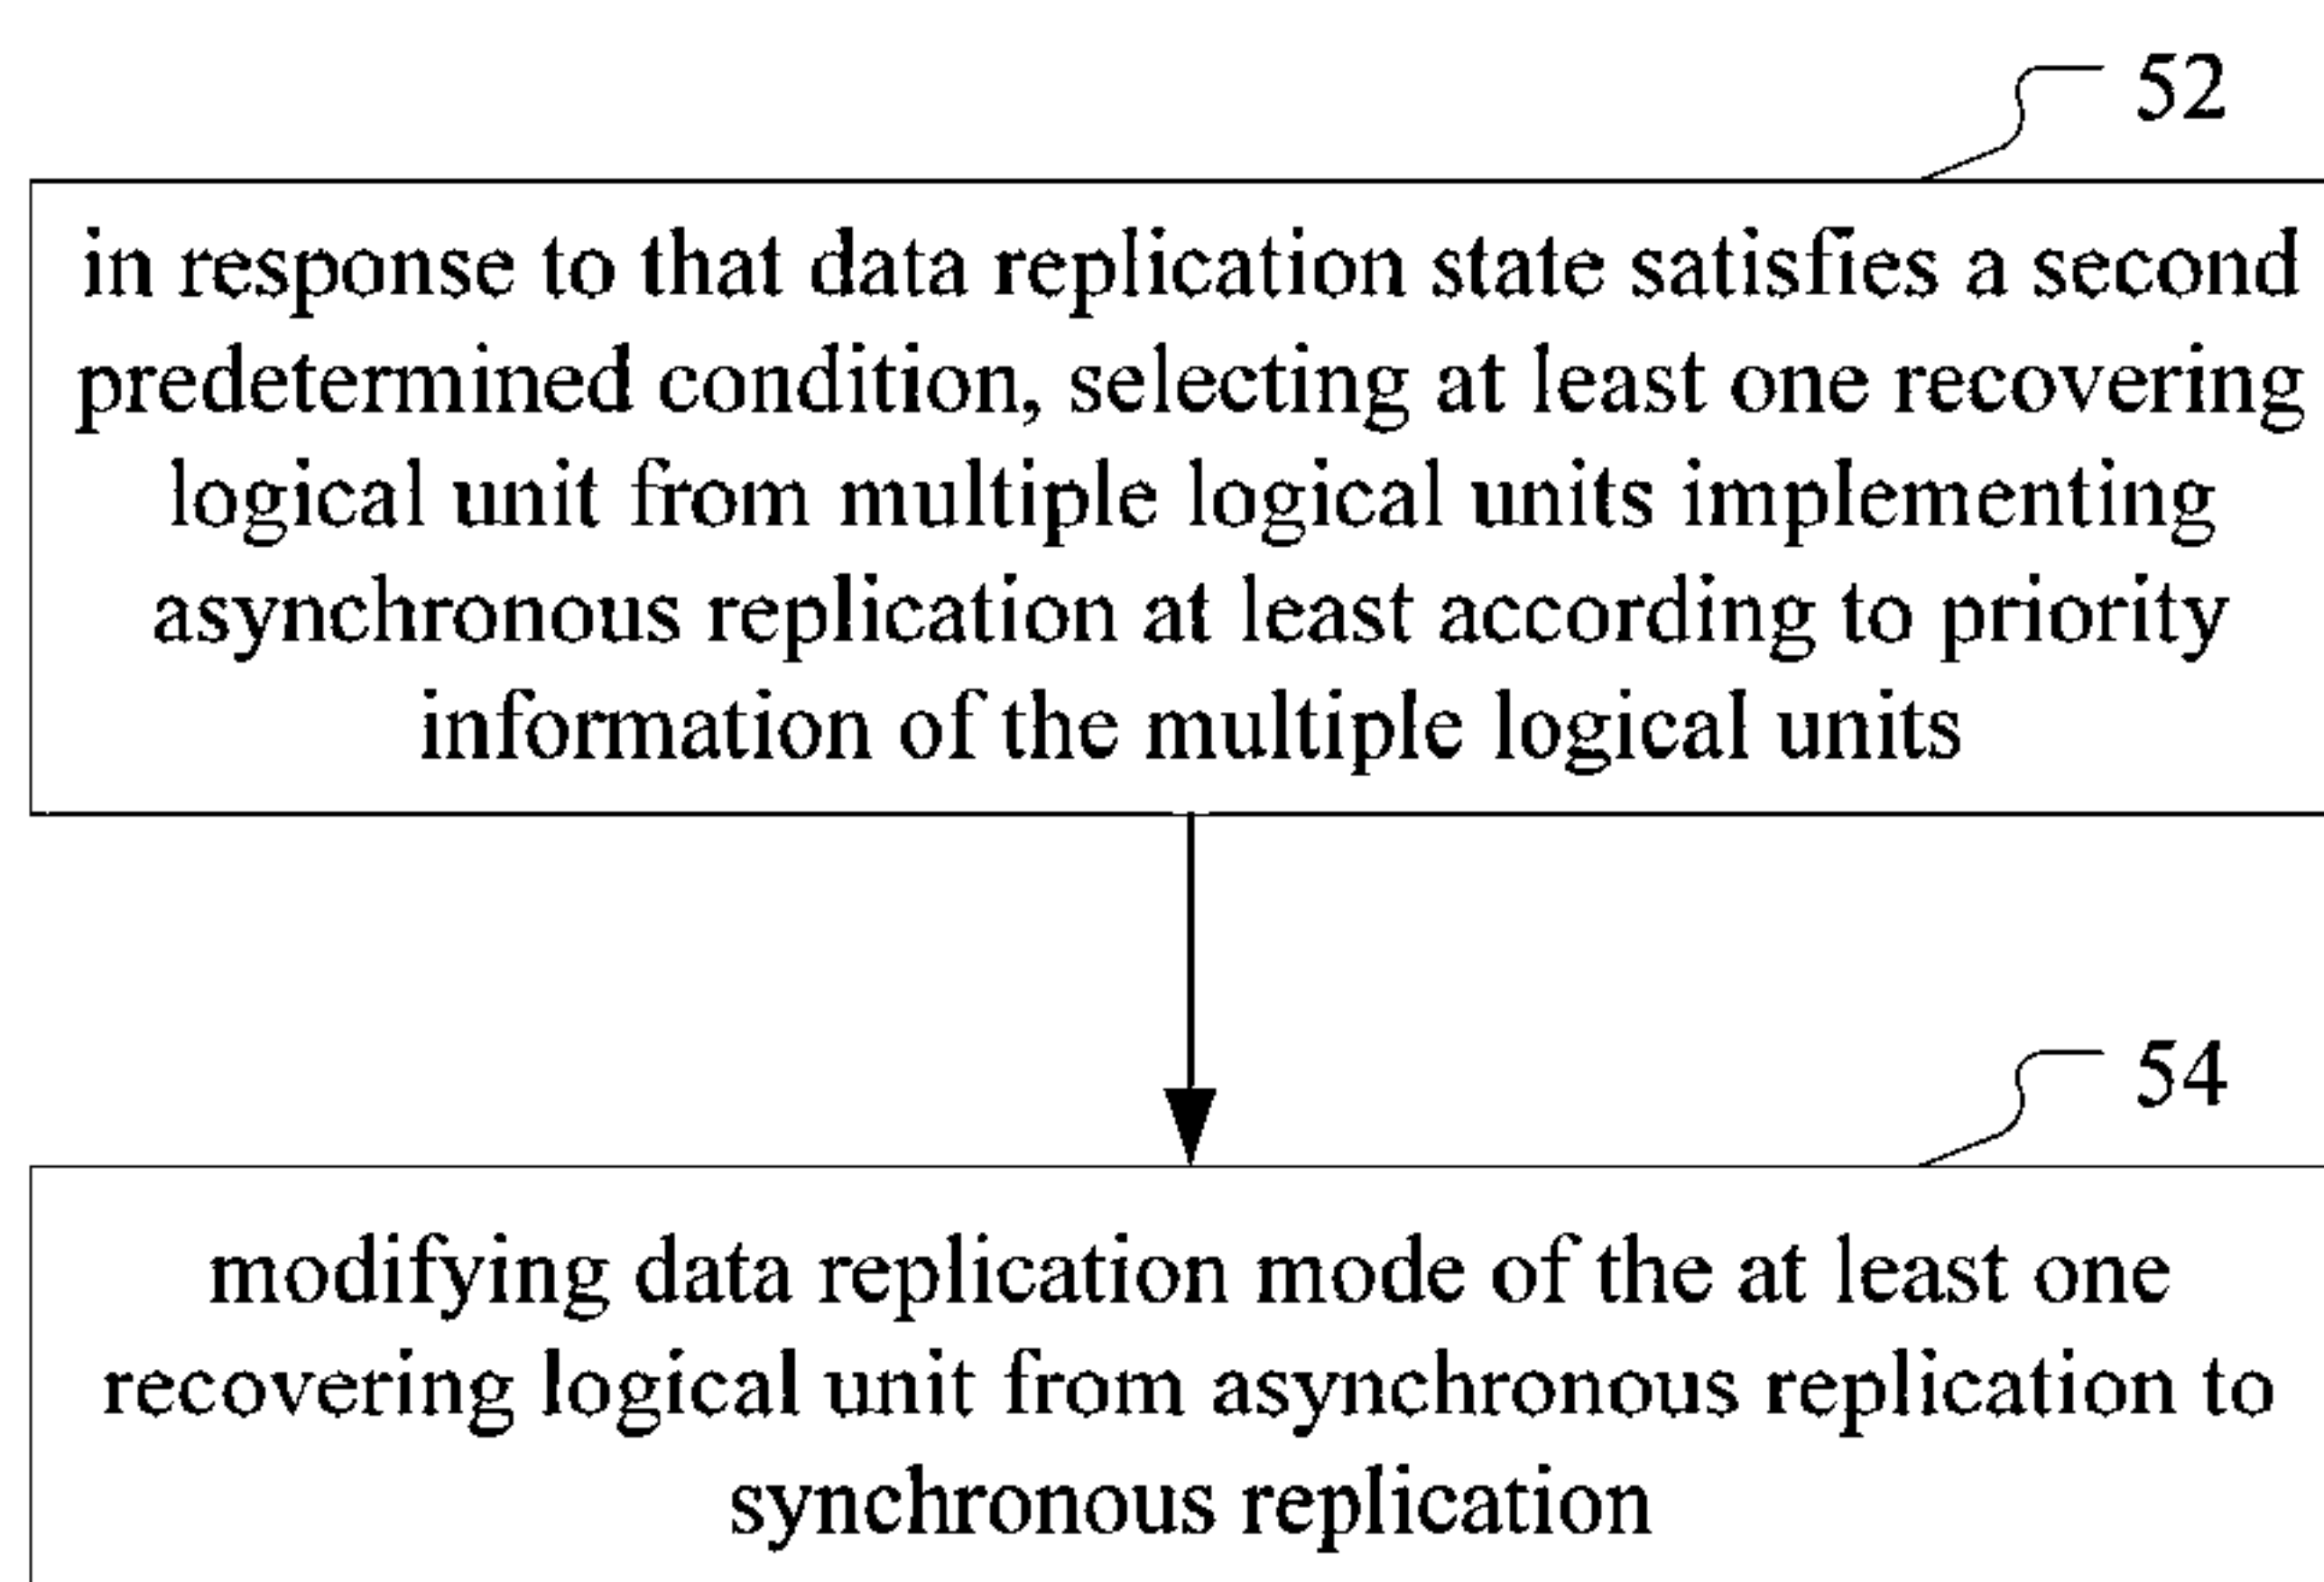 52
in response to that data replication state satisfies a second
predetermined condition, selecting at least one recovering
logical unit from multiple logical units implementing
asynchronous replication at least according to priority
information of the multiple logical units
54
modifying data replication mode of the at least one
recovering logical unit from asynchronous replication to
synchronous replication